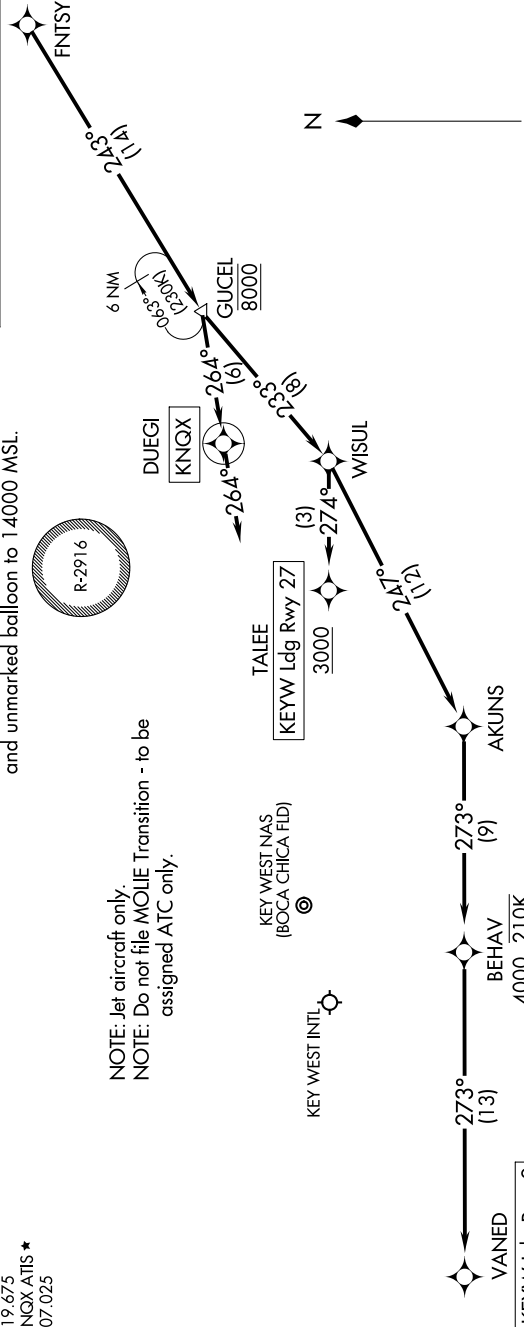 19.675
NQX ATIS ★
07.025
and unmarked balloon to 14000 MSL.
R-2916
NOTE: Jet aircraft only.
NOTE: Do not file MOLIE Transition - to be
assigned ATC only.
FNTSY
243°
(14)
6 NM
063°
(230K)
GUCEL
8000
264°
(6)
DUEGI
KNQX
264°
233°
(8)
WISUL
(3)
274°
TALEE
KEYW Ldg Rwy 27
3000
247°
(12)
AKUNS
273°
(9)
BEHAV
4000 210K
273°
(13)
VANED
KEY WEST NAS
(BOCA CHICA FLD)
KEY WEST INTL
N